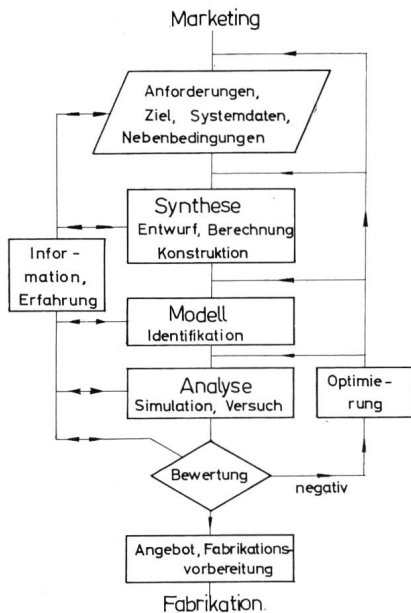 Marketing
Anforderungen,
Ziel, Systemdaten,
Nebenbedingungen
Synthese
Entwurf, Berechnung
Konstruktion
Infor-
mation,
Erfahrung
Modell
Identifikation
Analyse
Simulation, Versuch
Optimie-
rung
Bewertung
negativ
Angebot, Fabrikations-
vorbereitung
Fabrikation.